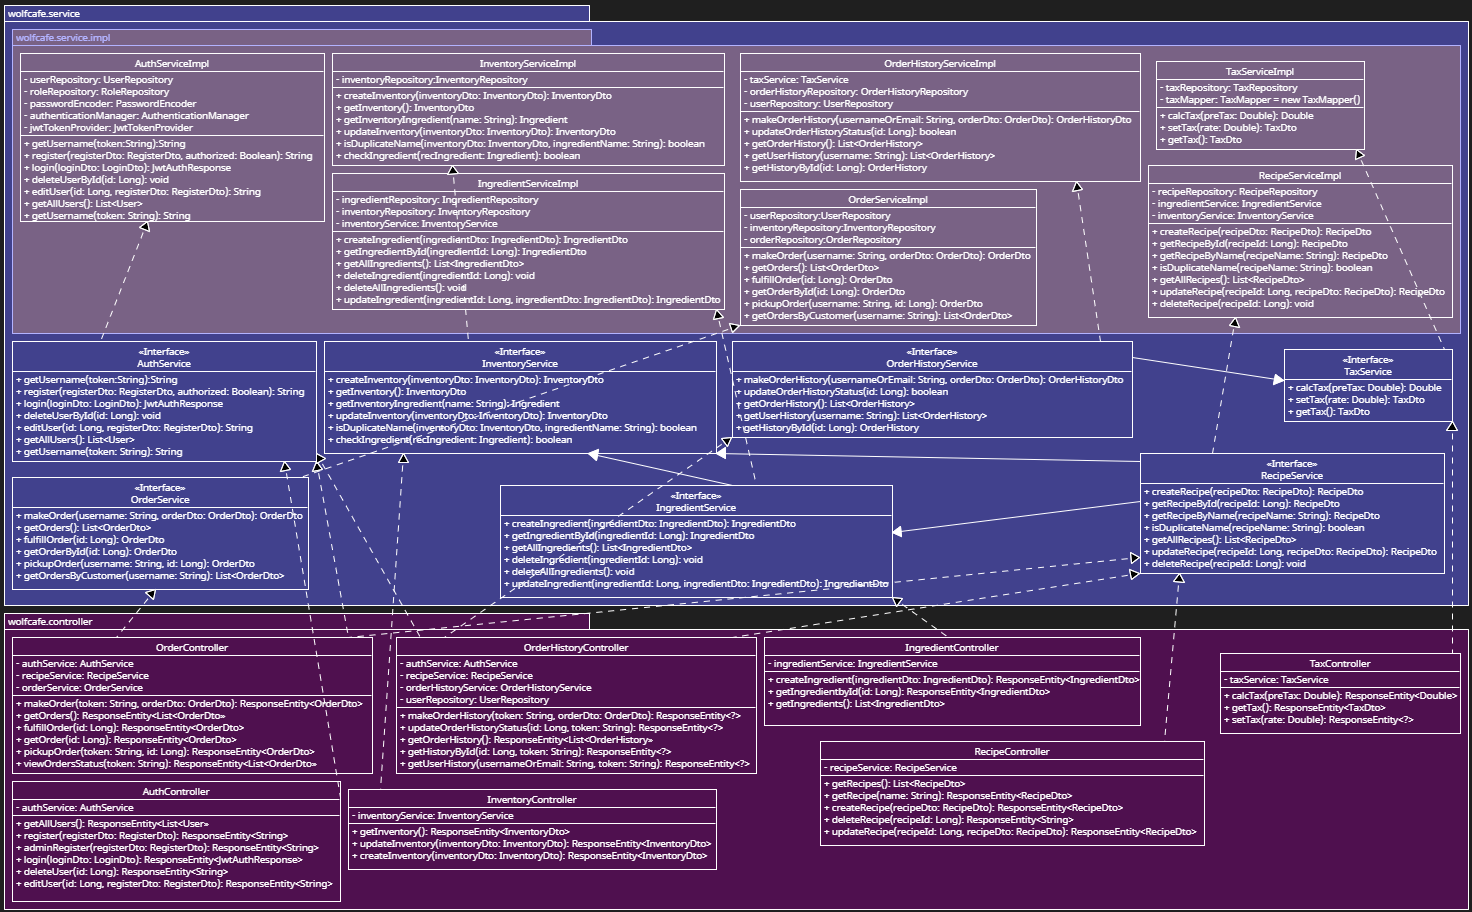 wolfcafe.service
wolfcafe.service.impl
AuthServiceImpl
- userRepository: UserRepository
- roleRepository: RoleRepository
- passwordEncoder: PasswordEncoder
- authenticationManager: AuthenticationManager
- jwtTokenProvider: JwtTokenProvider
+ getUsername(token:String):String
+ register(registerDto: RegisterDto, authorized: Boolean): String
+ login(loginDto: LoginDto): JwtAuthResponse
+ deleteUserById(id: Long): void
+ editUser(id: Long, registerDto: RegisterDto): String
+ getAllUsers(): List<User>
+ getUsername(token: String): String
InventoryServiceImpl
- inventoryRepository:InventoryRepository
+ createInventory(inventoryDto: InventoryDto): InventoryDto
+ getInventory(): InventoryDto
+ getInventoryIngredient(name: String): Ingredient
+ updateInventory(inventoryDto: InventoryDto): InventoryDto
+ isDuplicateName(inventoryDto: InventoryDto, ingredientName: String): boolean
+ checkIngredient(recIngredient: Ingredient): boolean
IngredientServiceImpl
- ingredientRepository: IngredientRepository
- inventoryRepository: InventoryRepository
- inventoryService: InventoryService
+ createIngredient(ingredientDto: IngredientDto): IngredientDto
+ getIngredientById(ingredientId: Long): IngredientDto
+ getAllIngredients(): List<IngredientDto>
+ deleteIngredient(ingredientId: Long): void
+ deleteAllIngredients(): void
+ updateIngredient(ingredientId: Long, ingredientDto: IngredientDto): IngredientDto
OrderHistoryServiceImpl
- taxService: TaxService
- orderHistoryRepository: OrderHistoryRepository
- userRepository: UserRepository
+ makeOrderHistory(usernameOrEmail: String, orderDto: OrderDto): OrderHistoryDto
+ updateOrderHistoryStatus(id: Long): boolean
+ getOrderHistory(): List<OrderHistory>
+ getUserHistory(username: String): List<OrderHistory>
+ getHistoryById(id: Long): OrderHistory
OrderServiceImpl
- userRepository:UserRepository
- inventoryRepository:InventoryRepository
- orderRepository:OrderRepository
+ makeOrder(username: String, orderDto: OrderDto): OrderDto
+ getOrders(): List<OrderDto>
+ fulfillOrder(id: Long): OrderDto
+ getOrderById(id: Long): OrderDto
+ pickupOrder(username: String, id: Long): OrderDto
+ getOrdersByCustomer(username: String): List<OrderDto>
TaxServiceImpl
- taxRepository: TaxRepository
- taxMapper: TaxMapper = new TaxMapper()
+ calcTax(preTax: Double): Double
+ setTax(rate: Double): TaxDto
+ getTax(): TaxDto
RecipeServiceImpl
- recipeRepository: RecipeRepository
- ingredientService: IngredientService
- inventoryService: InventoryService
+ createRecipe(recipeDto: RecipeDto): RecipeDto
+ getRecipeById(recipeId: Long): RecipeDto
+ getRecipeByName(recipeName: String): RecipeDto
+ isDuplicateName(recipeName: String): boolean
+ getAllRecipes(): List<RecipeDto>
+ updateRecipe(recipeId: Long, recipeDto: RecipeDto): RecipeDto
+ deleteRecipe(recipeId: Long): void
«Interface»
AuthService
+ getUsername(token:String):String
+ register(registerDto: RegisterDto, authorized: Boolean): String
+ login(loginDto: LoginDto): JwtAuthResponse
+ deleteUserById(id: Long): void
+ editUser(id: Long, registerDto: RegisterDto): String
+ getAllUsers(): List<User>
+ getUsername(token: String): String
«Interface»
InventoryService
+ createInventory(inventoryDto: InventoryDto): InventoryDto
+ getInventory(): InventoryDto
+ getInventoryIngredient(name: String): Ingredient
+ updateInventory(inventoryDto: InventoryDto): InventoryDto
+ isDuplicateName(inventoryDto: InventoryDto, ingredientName: String): boolean
+ checkIngredient(recIngredient: Ingredient): boolean
«Interface»
OrderHistoryService
+ makeOrderHistory(usernameOrEmail: String, orderDto: OrderDto): OrderHistoryDto
+ updateOrderHistoryStatus(id: Long): boolean
+ getOrderHistory(): List<OrderHistory>
+ getUserHistory(username: String): List<OrderHistory>
+ getHistoryById(id: Long): OrderHistory
«Interface»
TaxService
+ calcTax(preTax: Double): Double
+ setTax(rate: Double): TaxDto
+ getTax(): TaxDto
«Interface»
OrderService
+ makeOrder(username: String, orderDto: OrderDto): OrderDto
+ getOrders(): List<OrderDto>
+ fulfillOrder(id: Long): OrderDto
+ getOrderById(id: Long): OrderDto
+ pickupOrder(username: String, id: Long): OrderDto
+ getOrdersByCustomer(username: String): List<OrderDto>
«Interface»
IngredientService
+ createIngredient(ingredientDto: IngredientDto): IngredientDto
+ getIngredientById(ingredientId: Long): IngredientDto
+ getAllIngredients(): List<IngredientDto>
+ deleteIngredient(ingredientId: Long): void
+ deleteAllIngredients(): void
+ updateIngredient(ingredientId: Long, ingredientDto: IngredientDto): IngredientDto
«Interface»
RecipeService
+ createRecipe(recipeDto: RecipeDto): RecipeDto
+ getRecipeById(recipeId: Long): RecipeDto
+ getRecipeByName(recipeName: String): RecipeDto
+ isDuplicateName(recipeName: String): boolean
+ getAllRecipes(): List<RecipeDto>
+ updateRecipe(recipeId: Long, recipeDto: RecipeDto): RecipeDto
+ deleteRecipe(recipeId: Long): void
wolfcafe.controller
OrderController
- authService: AuthService
- recipeService: RecipeService
- orderService: OrderService
+ makeOrder(token: String, orderDto: OrderDto): ResponseEntity<OrderDto>
+ getOrders(): ResponseEntity<List<OrderDto»
+ fulfillOrder(id: Long): ResponseEntity<OrderDto>
+ getOrder(id: Long): ResponseEntity<OrderDto>
+ pickupOrder(token: String, id: Long): ResponseEntity<OrderDto>
+ viewOrdersStatus(token: String): ResponseEntity<List<OrderDto»
OrderHistoryController
- authService: AuthService
- recipeService: RecipeService
- orderHistoryService: OrderHistoryService
- userRepository: UserRepository
+ makeOrderHistory(token: String, orderDto: OrderDto): ResponseEntity<?>
+ updateOrderHistoryStatus(id: Long, token: String): ResponseEntity<?>
+ getOrderHistory(): ResponseEntity<List<OrderHistory»
+ getHistoryById(id: Long, token: String): ResponseEntity<?>
+ getUserHistory(usernameOrEmail: String, token: String): ResponseEntity<?>
IngredientController
- ingredientService: IngredientService
+ createIngredient(ingredientDto: IngredientDto): ResponseEntity<IngredientDto>
+ getIngredientbyId(id: Long): ResponseEntity<IngredientDto>
+ getIngredients(): List<IngredientDto>
TaxController
- taxService: TaxService
+ calcTax(preTax: Double): ResponseEntity<Double>
+ getTax(): ResponseEntity<TaxDto>
+ setTax(rate: Double): ResponseEntity<?>
RecipeController
- recipeService: RecipeService
+ getRecipes(): List<RecipeDto>
+ getRecipe(name: String): ResponseEntity<RecipeDto>
+ createRecipe(recipeDto: RecipeDto): ResponseEntity<RecipeDto>
+ deleteRecipe(recipeId: Long): ResponseEntity<String>
+ updateRecipe(recipeId: Long, recipeDto: RecipeDto): ResponseEntity<RecipeDto>
AuthController
- authService: AuthService
+ getAllUsers(): ResponseEntity<List<User»
+ register(registerDto: RegisterDto): ResponseEntity<String>
+ adminRegister(registerDto: RegisterDto): ResponseEntity<String>
+ login(loginDto: LoginDto): ResponseEntity<JwtAuthResponse>
+ deleteUser(id: Long): ResponseEntity<String>
+ editUser(id: Long, registerDto: RegisterDto): ResponseEntity<String>
InventoryController
- inventoryService: InventoryService
+ getInventory(): ResponseEntity<InventoryDto>
+ updateInventory(inventoryDto: InventoryDto): ResponseEntity<InventoryDto>
+ createInventory(inventoryDto: InventoryDto): ResponseEntity<InventoryDto>